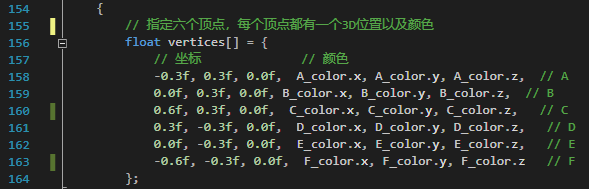 154 {
155 // 指定六个顶点，每个顶点都有一个3D位置以及颜色
156 float vertices[] = {
157 // 坐标 // 颜色
158 -0.3f, 0.3f, 0.0f, A_color.x, A_color.y, A_color.z, // A
159 0.0f, 0.3f, 0.0f, B_color.x, B_color.y, B_color.z, // B
160 0.6f, 0.3f, 0.0f, C_color.x, C_color.y, C_color.z, // C
161 0.3f, -0.3f, 0.0f, D_color.x, D_color.y, D_color.z, // D
162 0.0f, -0.3f, 0.0f, E_color.x, E_color.y, E_color.z, // E
163 -0.6f, -0.3f, 0.0f, F_color.x, F_color.y, F_color.z // F
164 };